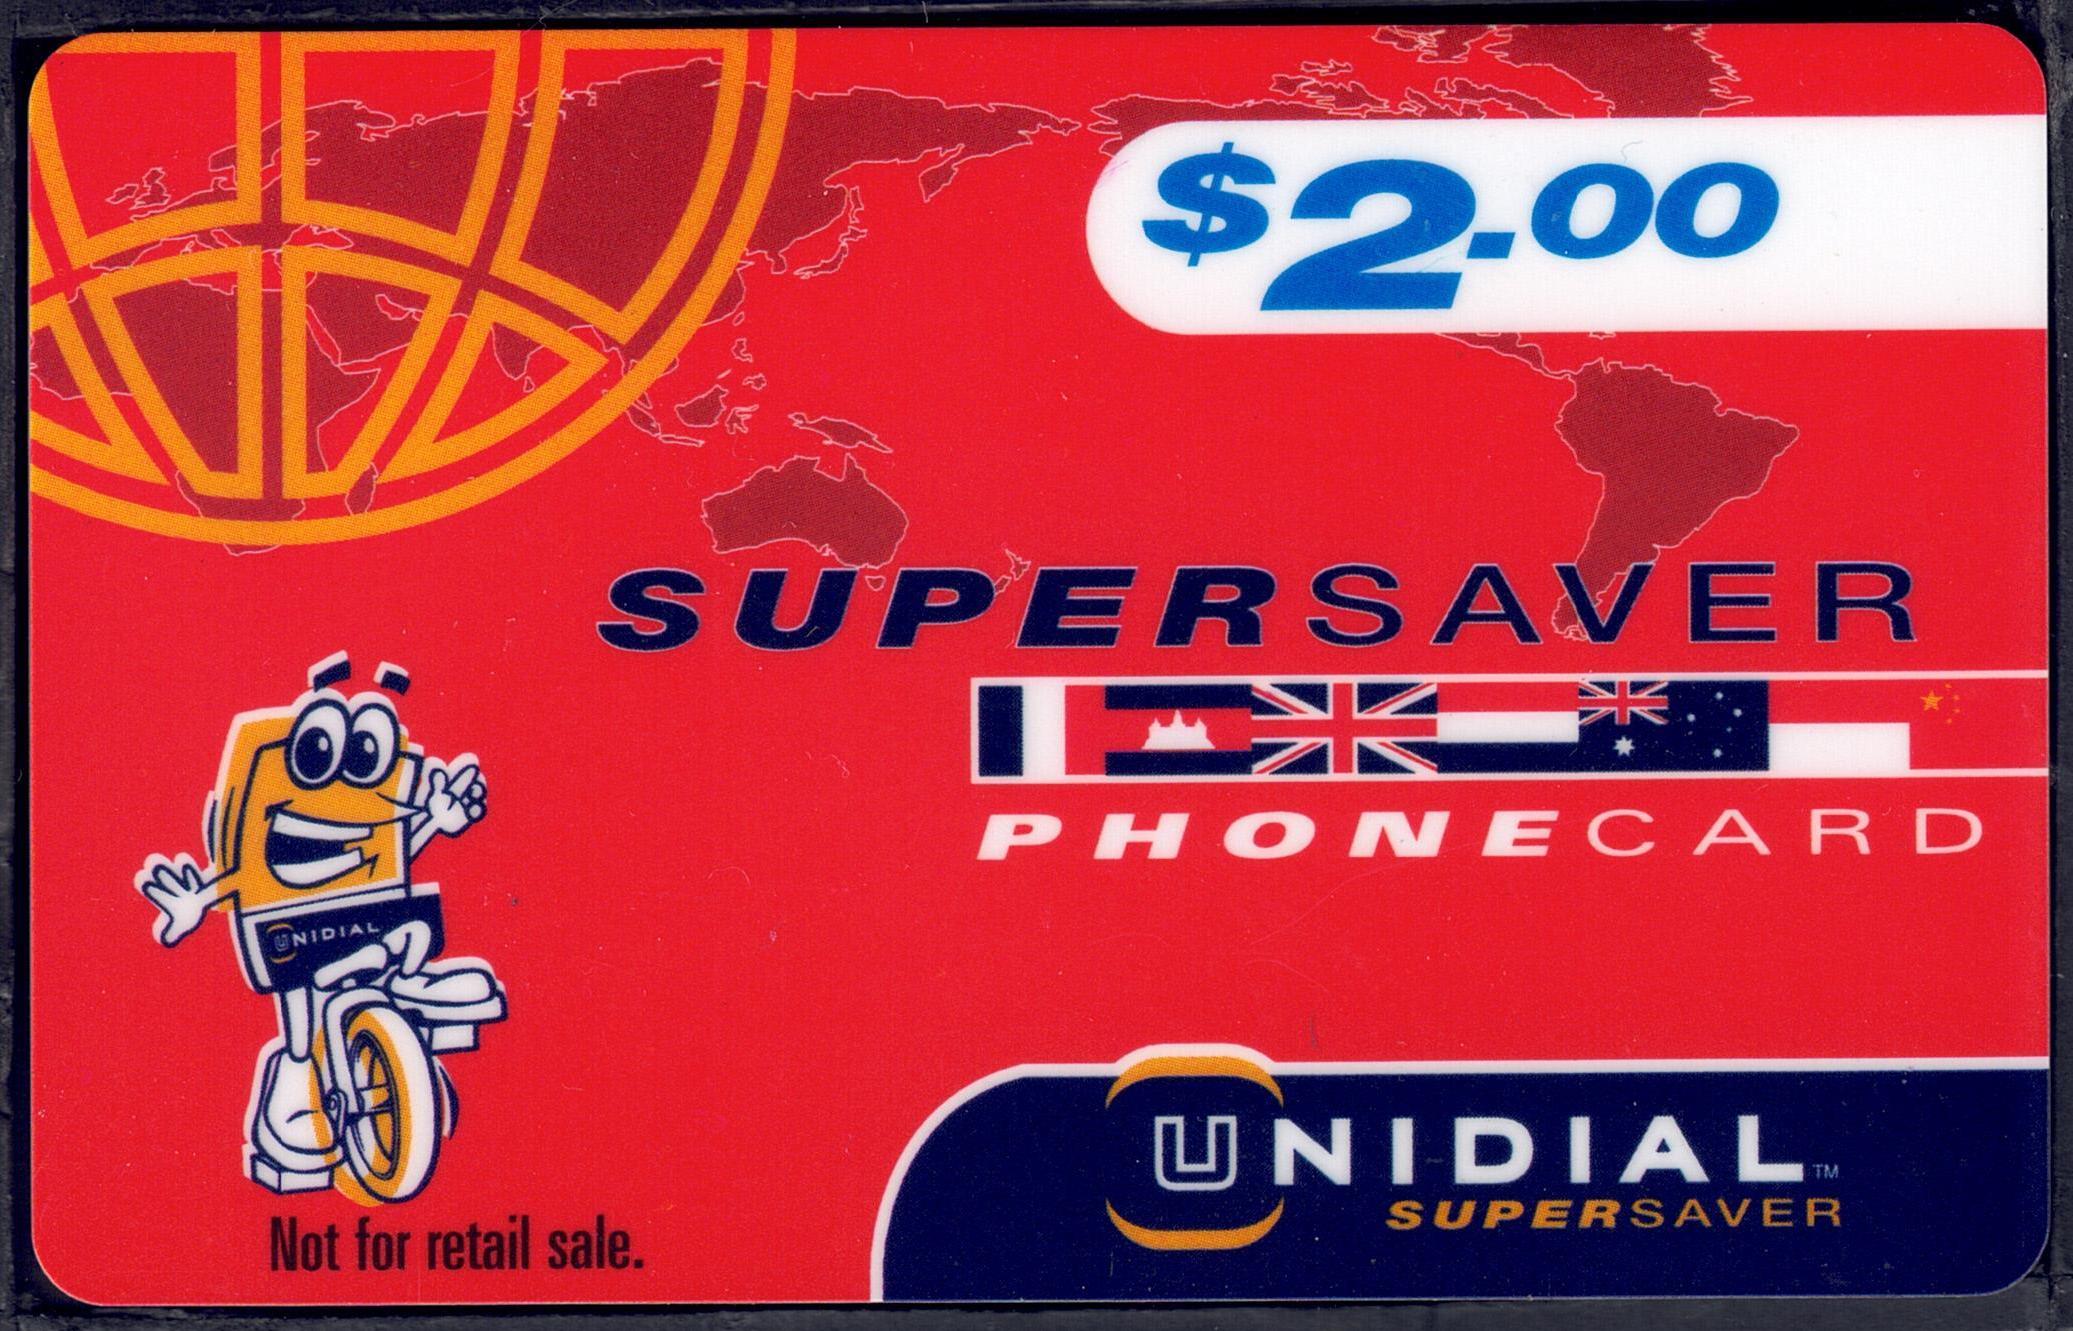 $2.00
SUPERSAVER
PHONECARD
UNIDIAL
UNIDIAL™
SUPERSAVER
Not for retail sale.